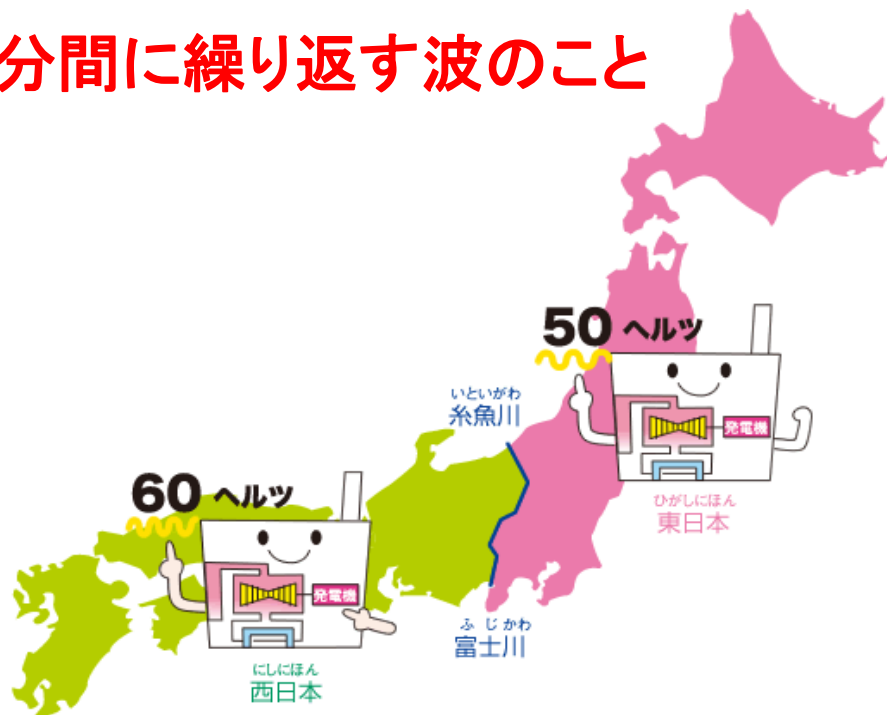 分間に繰り返す波のこと
50 ヘルツ
いといがわ
糸魚川
発電機
60 ヘルツ
ひがしにほん
東日本
発電機
ふじかわ
富士川
にしにほん
西日本